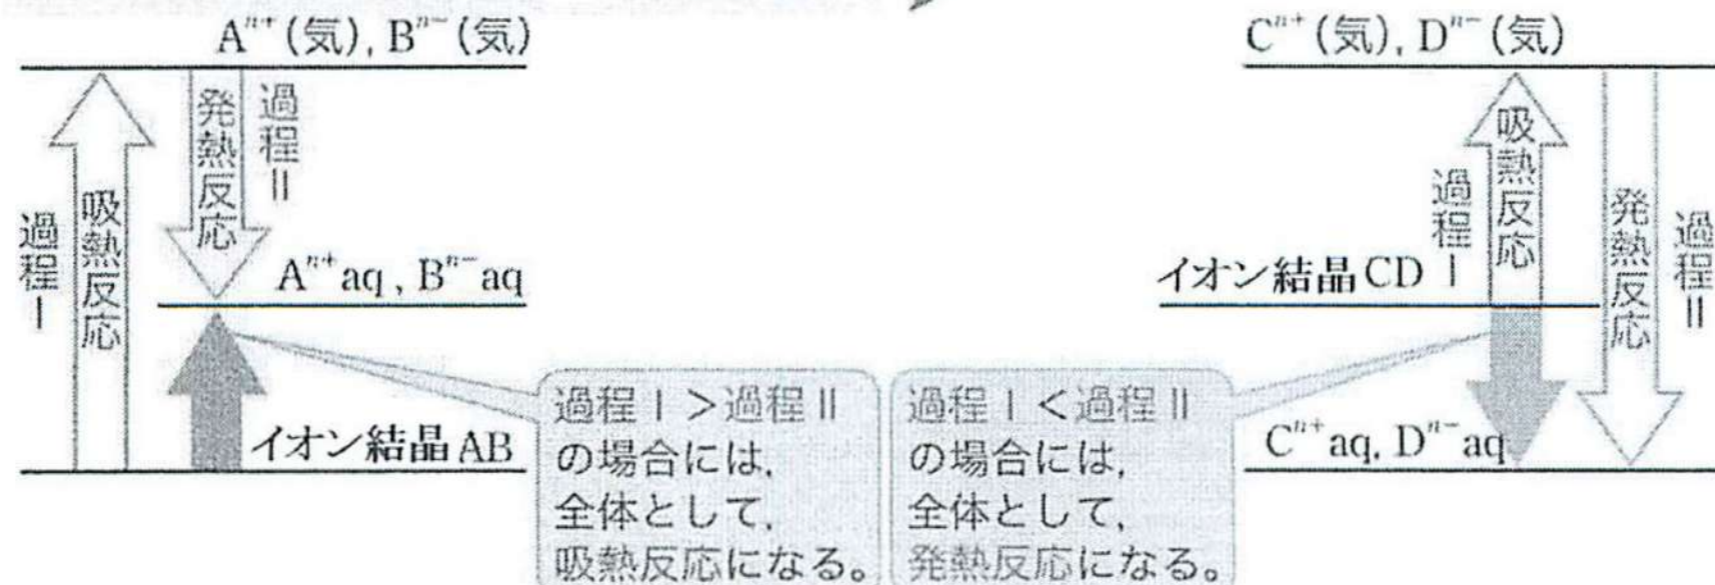 Aⁿ⁺(気), Bⁿ⁻(気)
過程Ⅰ
吸熱反応
発熱反応
過程Ⅱ
Aⁿ⁺aq , Bⁿ⁻aq
イオン結晶AB
過程Ⅰ>過程Ⅱ
の場合には,
全体として,
吸熱反応になる。
Cⁿ⁺(気), Dⁿ⁻(気)
過程Ⅰ
吸熱反応
発熱反応
過程Ⅱ
イオン結晶CD
Cⁿ⁺aq, Dⁿ⁻aq
過程Ⅰ<過程Ⅱ
の場合には,
全体として,
発熱反応になる。